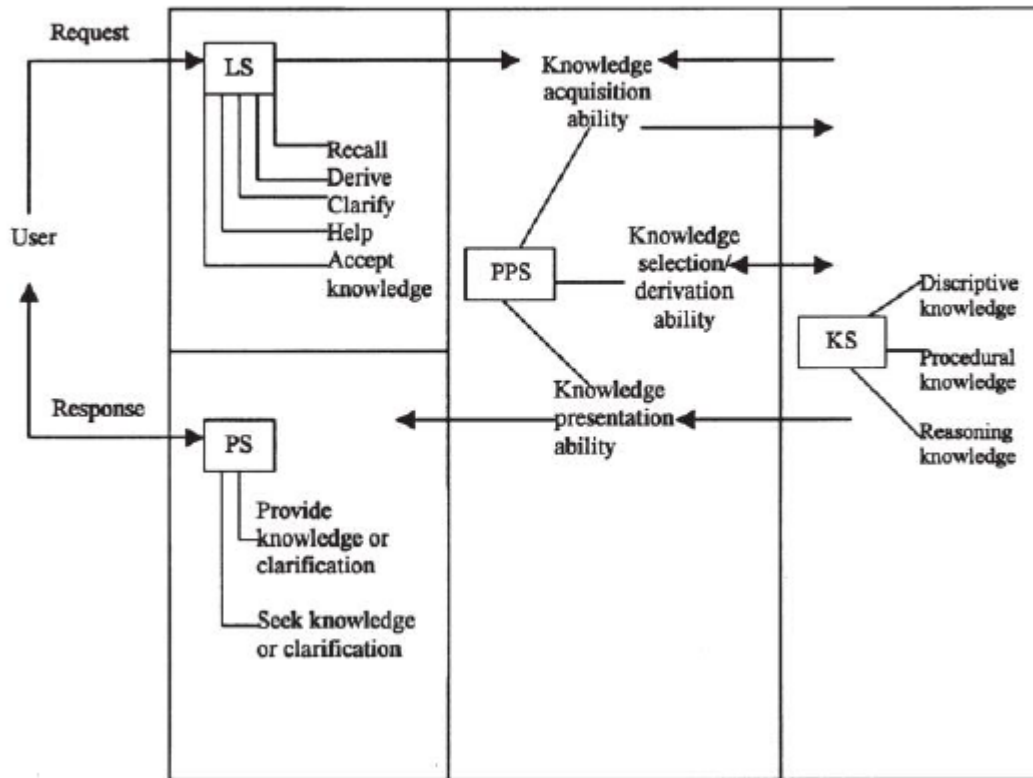 Request
LS
Recall
Derive
Clarify
Help
Accept
knowledge
User
Response
PS
Provide
knowledge or
clarification
Seek knowledge
or clarification
Knowledge
acquisition
ability
PPS
Knowledge
selection/
derivation
ability
Knowledge
presentation
ability
KS
Discriptive
knowledge
Procedural
knowledge
Reasoning
knowledge